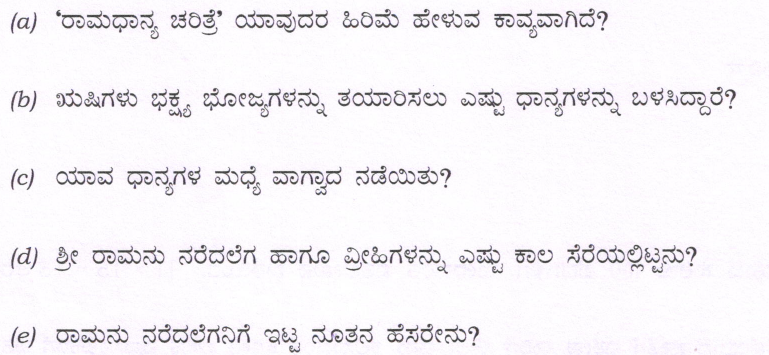 (a) ‘ರಾಮಧಾನ್ಯ ಚರಿತ್ರೆ’ ಯಾವುದರ ಹಿರಿಮೆ ಹೇಳುವ ಕಾವ್ಯವಾಗಿದೆ?
(b) ಋಷಿಗಳು ಭಕ್ಷ್ಯ ಭೋಜ್ಯಗಳನ್ನು ತಯಾರಿಸಲು ಎಷ್ಟು ಧಾನ್ಯಗಳನ್ನು ಬಳಸಿದ್ದಾರೆ?
(c) ಯಾವ ಧಾನ್ಯಗಳ ಮಧ್ಯೆ ವಾಗ್ವಾದ ನಡೆಯಿತು?
(d) ಶ್ರೀ ರಾಮನು ನರೆದಲೆಗ ಹಾಗೂ ವ್ರೀಹಿಗಳನ್ನು ಎಷ್ಟು ಕಾಲ ಸೆರೆಯಲ್ಲಿಟ್ಟನು?
(e) ರಾಮನು ನರೆದಲೆಗನಿಗೆ ಇಟ್ಟ ನೂತನ ಹೆಸರೇನು?